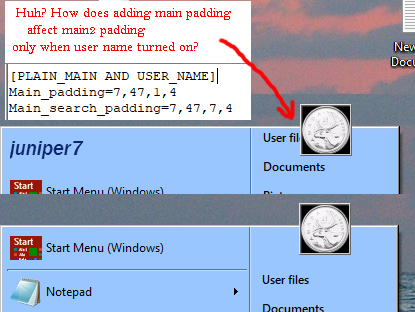 Huh? How does adding main padding
affect main2 padding
only when user name turned on?
[PLAIN_MAIN AND USER_NAME]
Main_padding=7,47,1,4
Main_search_padding=7,47,7,4
New
Docu
juniper7
User fil
Documents
Start
Start Menu (Windows)
Start
Start Menu (Windows)
Notepad
User files
Documents